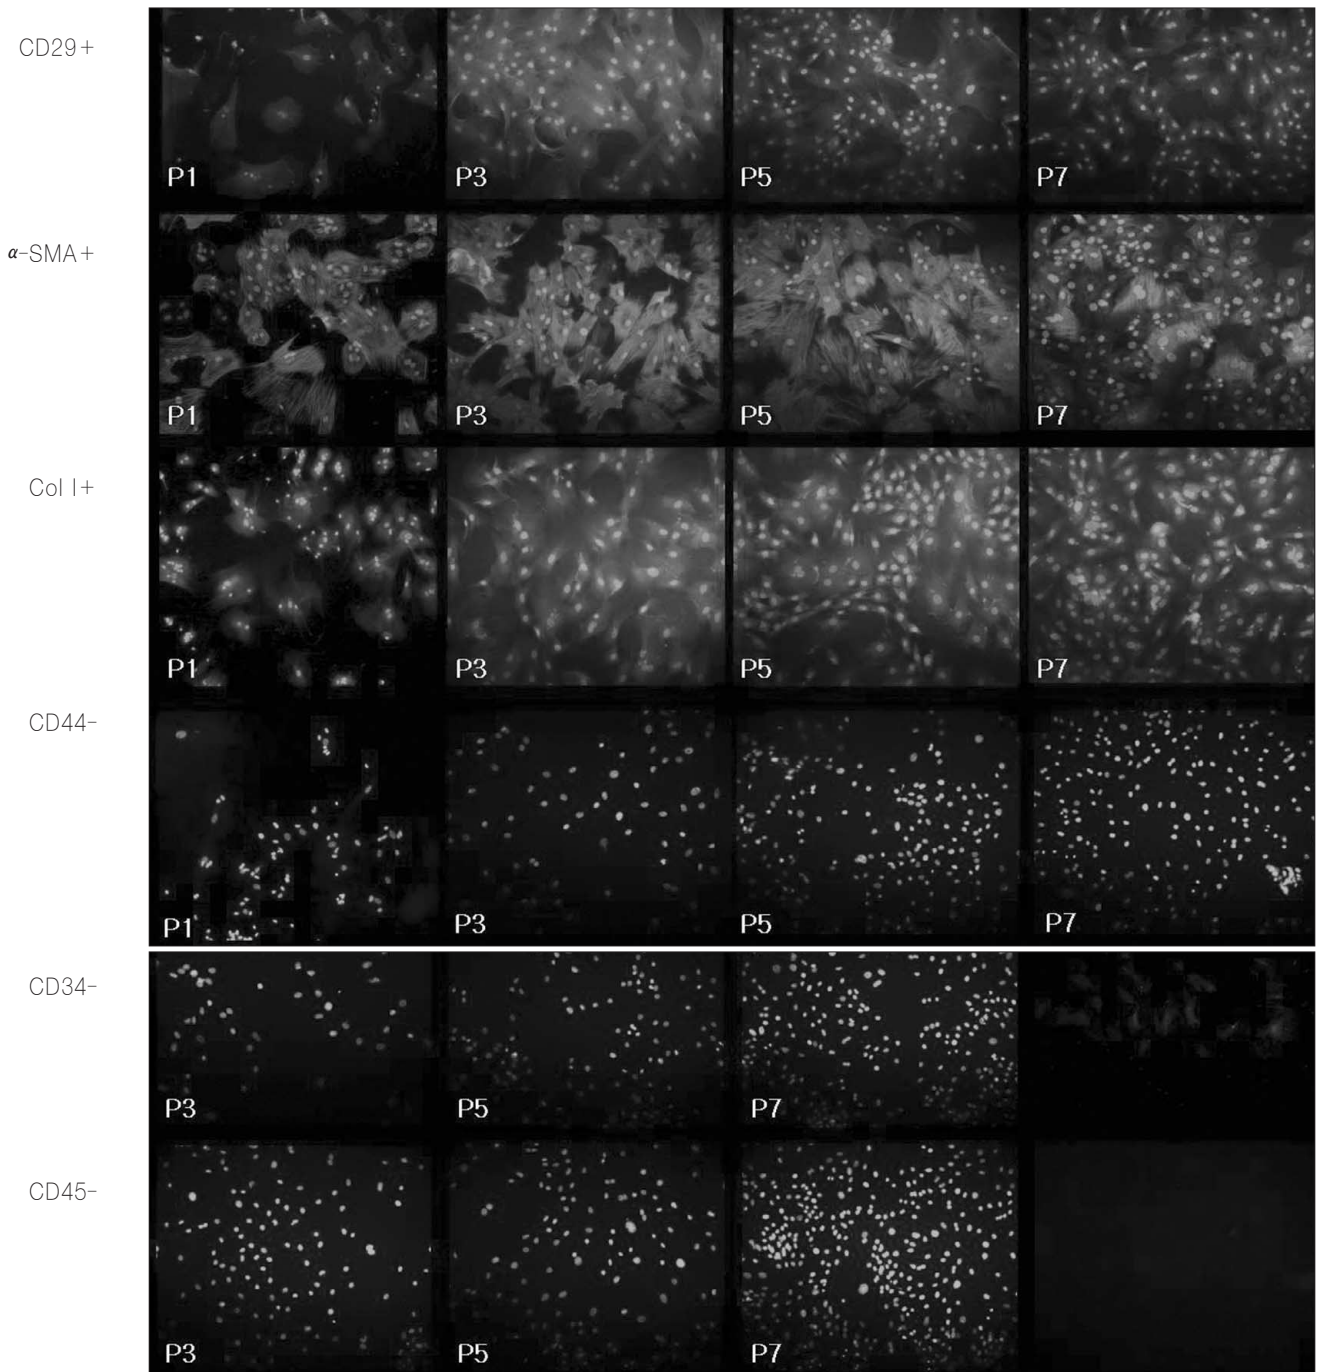 CD29+
P1 P3 P5 P7
α-SMA+
P1 P3 P5 P7
Col I+
P1 P3 P5 P7
CD44-
P1 P3 P5 P7
CD34-
P3 P5 P7
CD45-
P3 P5 P7